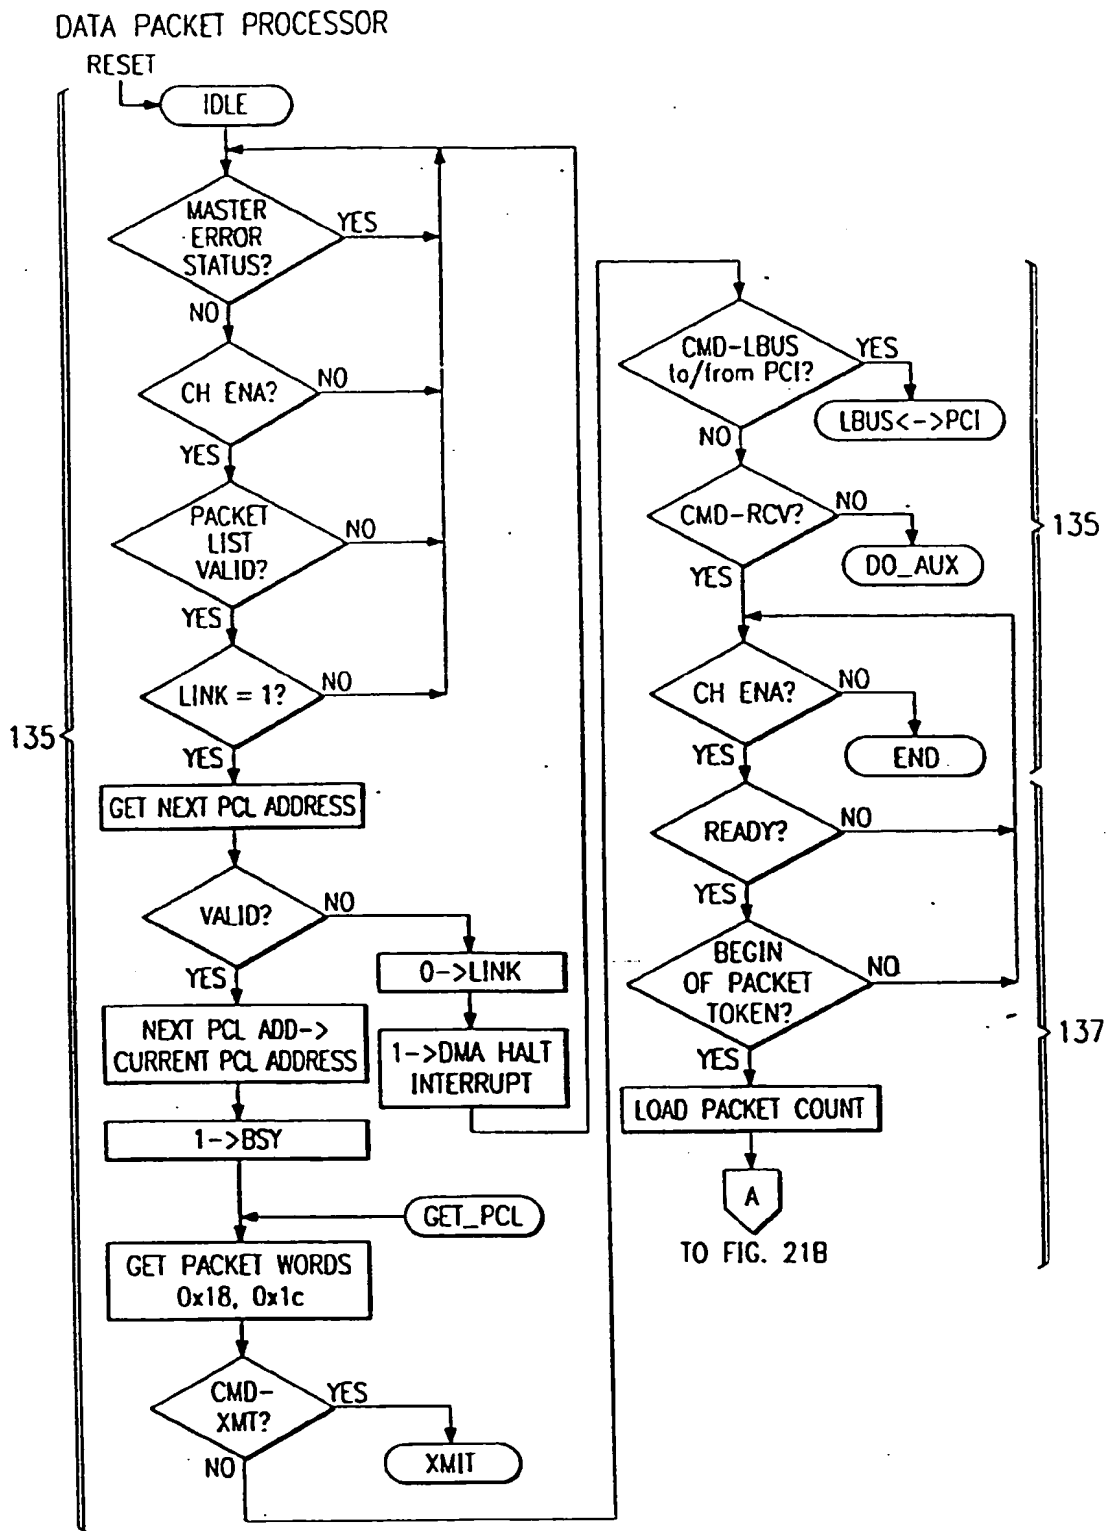 DATA PACKET PROCESSOR
RESET
IDLE
MASTER
ERROR
STATUS?
YES
NO
CH ENA?
NO
YES
PACKET
LIST
VALID?
NO
YES
LINK = 1?
NO
YES
135
GET NEXT PCL ADDRESS
VALID?
NO
YES
0->LINK
NEXT PCL ADD->
CURRENT PCL ADDRESS
1->DMA HALT
INTERRUPT
1->BSY
GET_PCL
GET PACKET WORDS
0x18, 0x1c
CMD-
XMT?
YES
XMIT
NO
CMD-LBUS
to/from PCI?
YES
LBUS<->PCI
NO
CMD-RCV?
NO
DO_AUX
YES
135
CH ENA?
NO
END
YES
READY?
NO
YES
BEGIN
OF PACKET
TOKEN?
NO
YES
137
LOAD PACKET COUNT
A
TO FIG. 21B